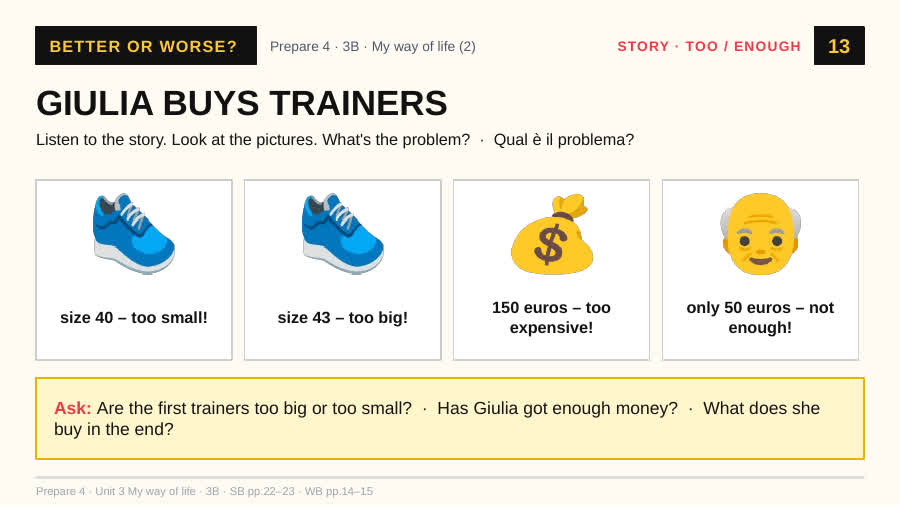 BETTER OR WORSE?
Prepare 4 · 3B · My way of life (2)
STORY · TOO / ENOUGH
13
GIULIA BUYS TRAINERS
Listen to the story. Look at the pictures. What's the problem? · Qual è il problema?
size 40 – too small!
size 43 – too big!
$
150 euros – too
expensive!
only 50 euros – not
enough!
Ask: Are the first trainers too big or too small? · Has Giulia got enough money? · What does she
buy in the end?
Prepare 4 · Unit 3 My way of life · 3B · SB pp.22–23 · WB pp.14–15